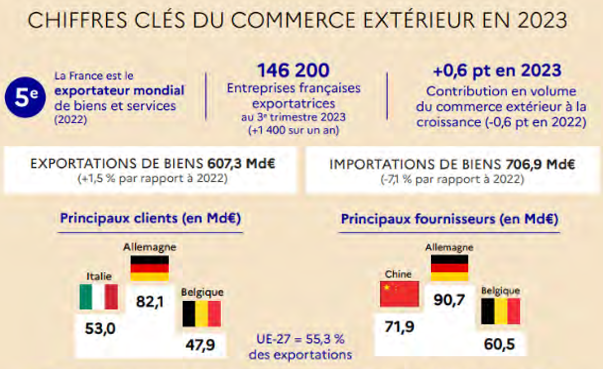 CHIFFRES CLÉS DU COMMERCE EXTÉRIEUR EN 2023
5e
La France est le
exportateur mondial
de biens et services
(2022)
146 200
Entreprises françaises
exportatrices
au 3e trimestre 2023
(+1 400 sur un an)
+0,6 pt en 2023
Contribution en volume
du commerce extérieur à la
croissance (-0,6 pt en 2022)
EXPORTATIONS DE BIENS 607,3 Md€
(+1,5 % par rapport à 2022)
IMPORTATIONS DE BIENS 706,9 Md€
(-7,1 % par rapport à 2022)
Principaux clients (en Md€)
Allemagne
Italie
82,1
Belgique
53,0
47,9
UE-27 = 55,3 %
des exportations
Principaux fournisseurs (en Md€)
Allemagne
Chine
90,7
Belgique
71,9
60,5